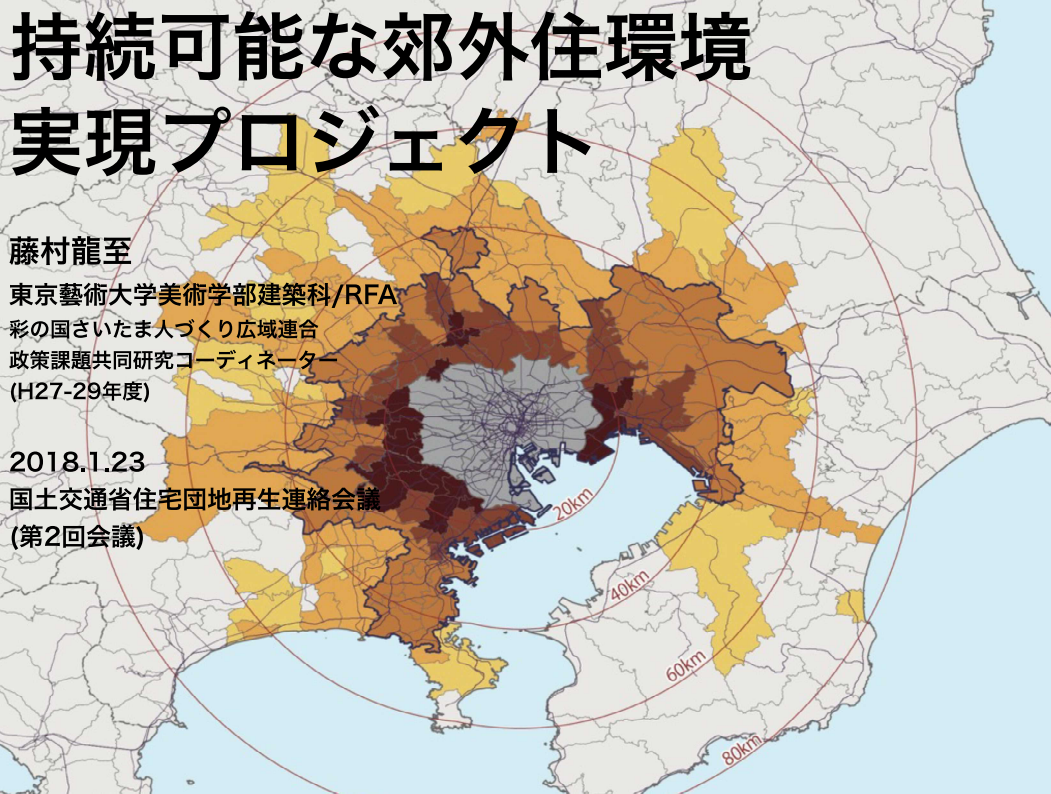 持続可能な郊外住環境
実現プロジェクト
藤村龍至
東京藝術大学美術学部建築科/RFA
彩の国さいたま人づくり広域連合
政策課題共同研究コーディネーター
(H27-29年度)
2018.1.23
国土交通省住宅団地再生連絡会議
(第2回会議)
20km
40km
60km
80km